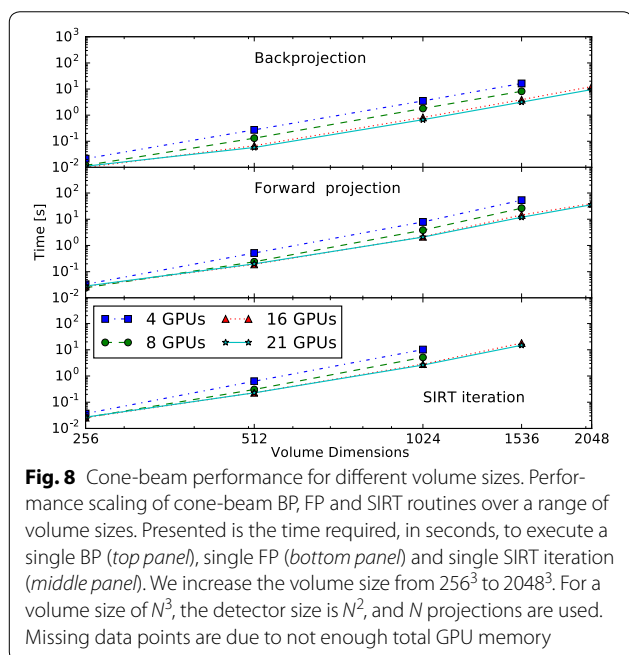 10³
10²
10¹
10⁰
10⁻¹
10⁻²
Backprojection
10²
10¹
10⁰
10⁻¹
10⁻²
Forward projection
Time [s]
10²
10¹
10⁰
10⁻¹
10⁻²
4 GPUs 16 GPUs
8 GPUs 21 GPUs
SIRT iteration
256 512 1024 1536 2048
Volume Dimensions
Fig. 8 Cone-beam performance for different volume sizes. Perfor-
mance scaling of cone-beam BP, FP and SIRT routines over a range of
volume sizes. Presented is the time required, in seconds, to execute a
single BP (top panel), single FP (bottom panel) and single SIRT iteration
(middle panel). We increase the volume size from 256³ to 2048³. For a
volume size of N³, the detector size is N², and N projections are used.
Missing data points are due to not enough total GPU memory